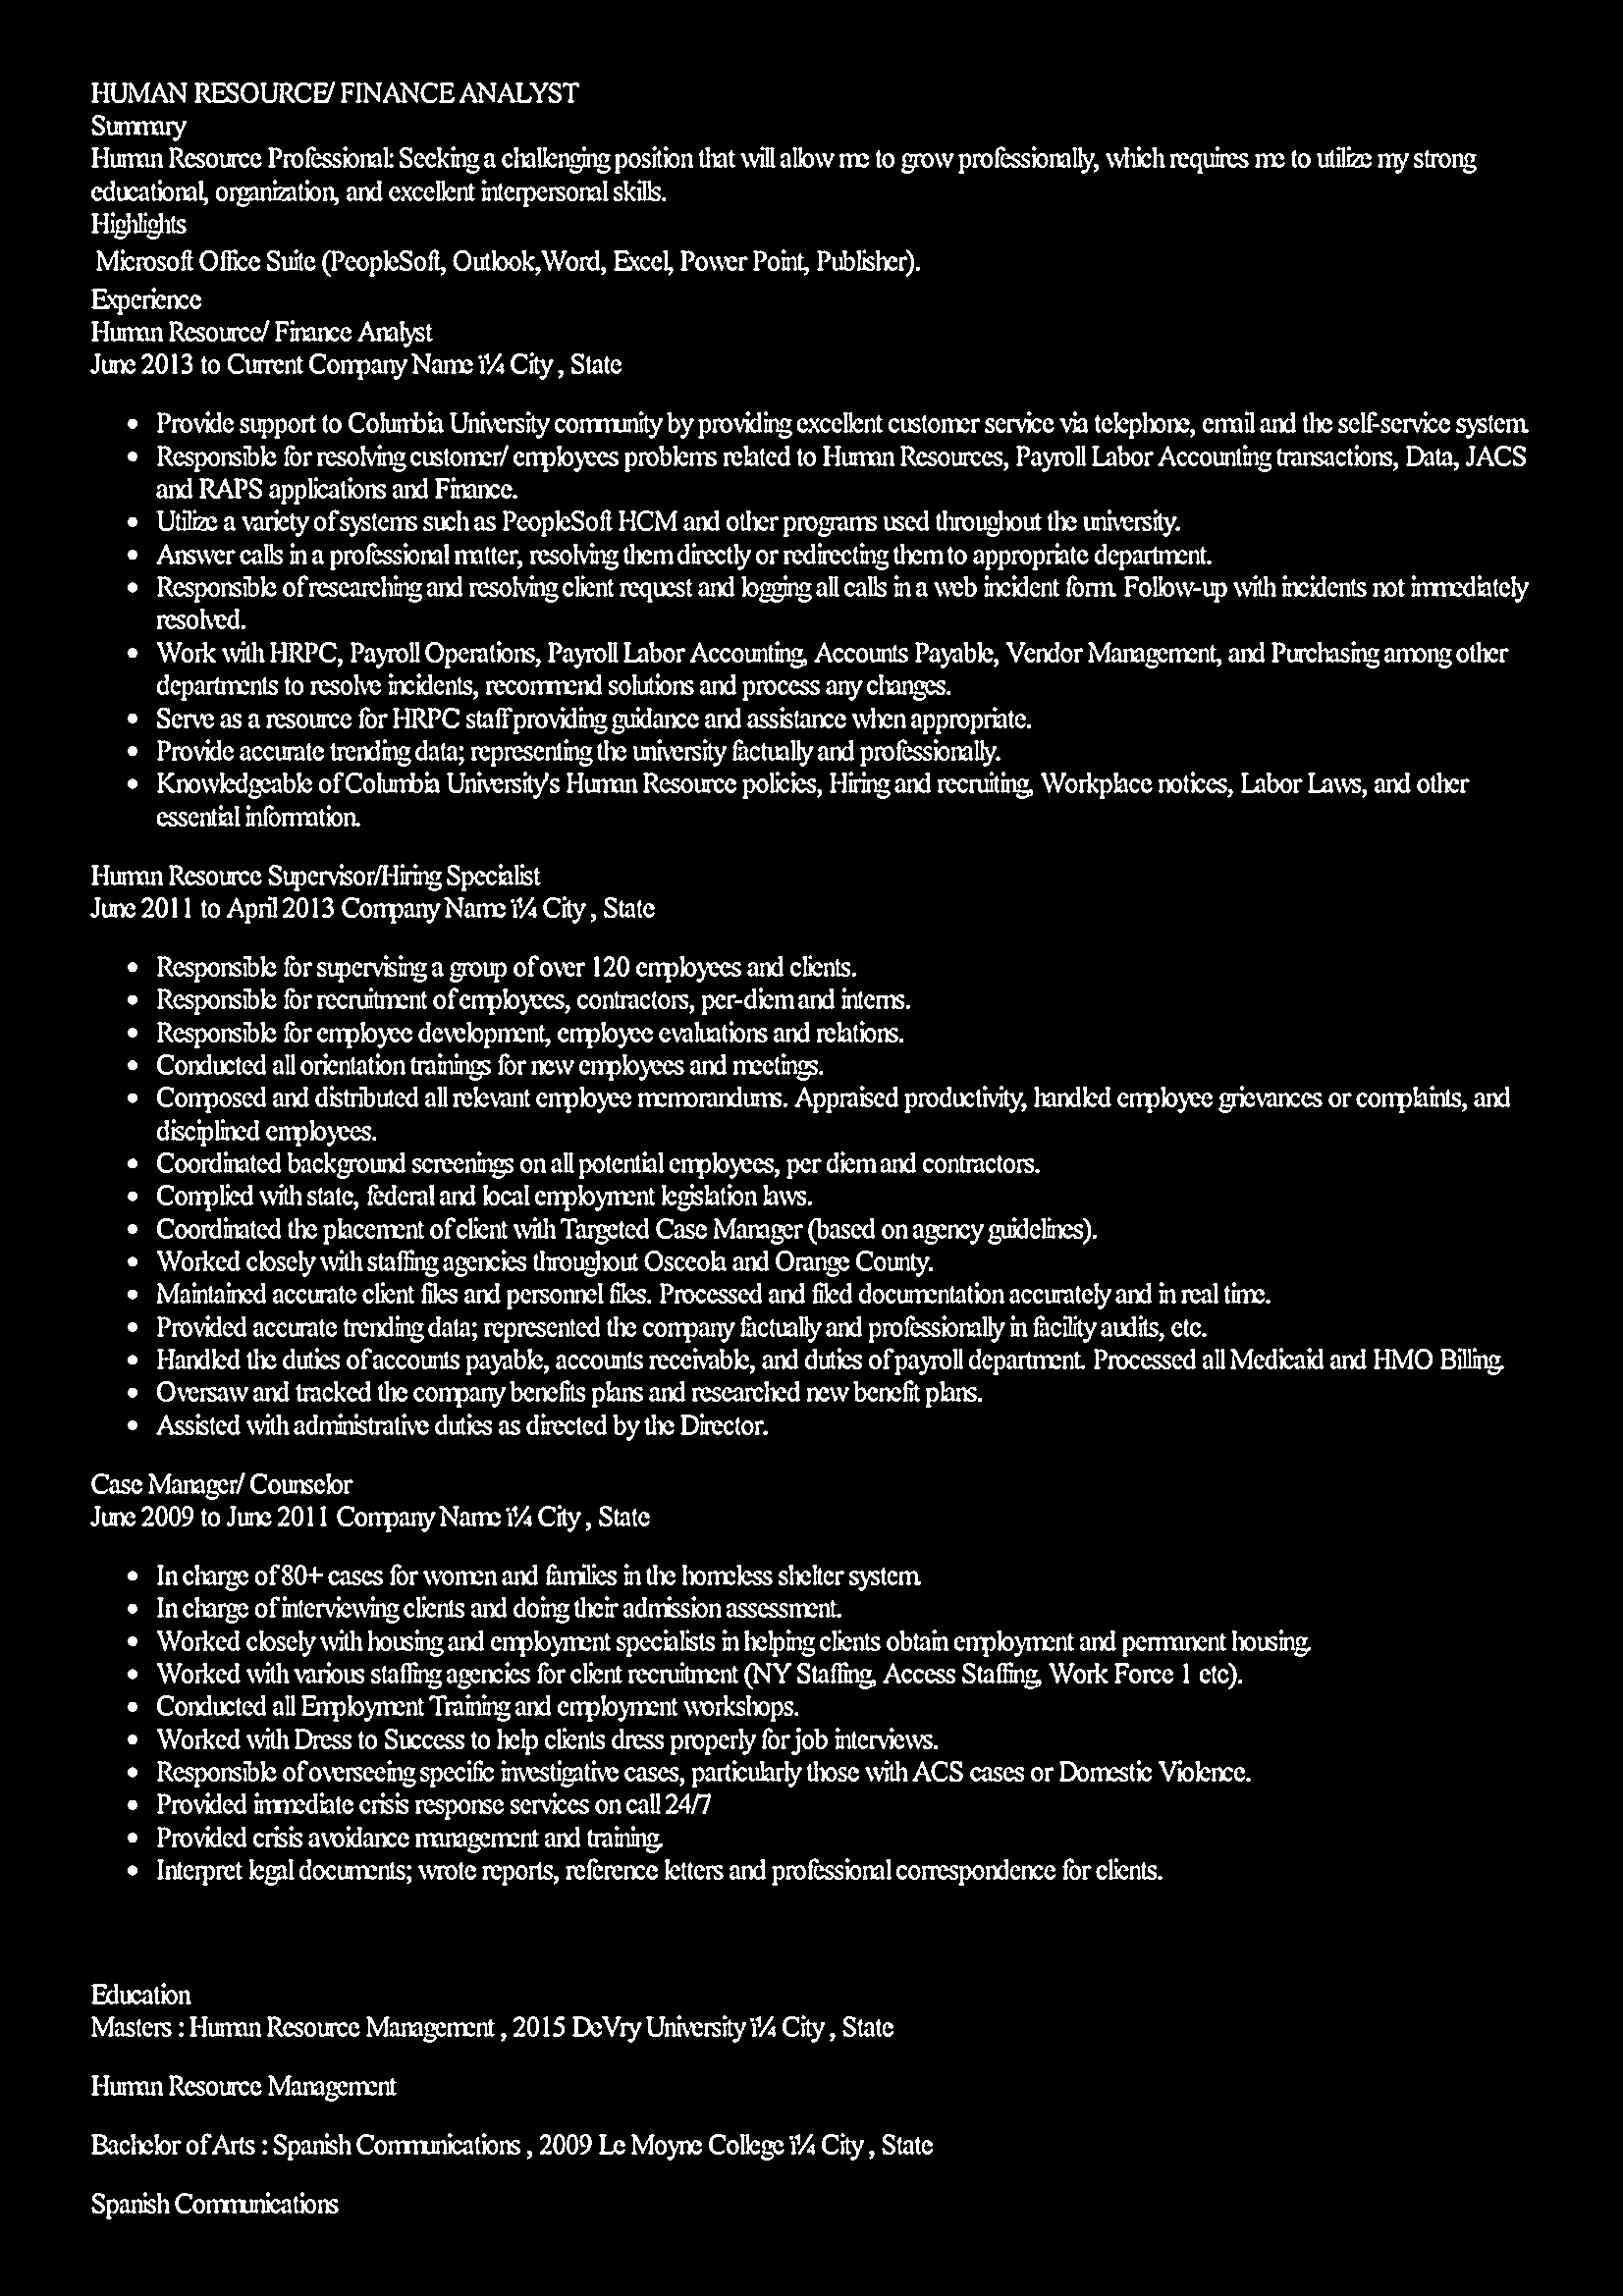 HUMAN RESOURCE/ FINANCE ANALYST
Summary
Human Resource Professional: Seeking a challenging position that will allow me to grow professionally, which requires me to utilize my strong
educational, organization, and excellent interpersonal skills.
Highlights
Microsoft Office Suite (PeopleSoft, Outlook,Word, Excel, Power Point, Publisher).
Experience
Human Resource/ Finance Analyst
June 2013 to Current Company Name ï¼ City , State
• Provide support to Columbia University community by providing excellent customer service via telephone, email and the self-service system.
• Responsible for resolving customer/ employees problems related to Human Resources, Payroll Labor Accounting transactions, Data, JACS
and RAPS applications and Finance.
• Utilize a variety of systems such as PeopleSoft HCM and other programs used throughout the university.
• Answer calls in a professional matter, resolving them directly or redirecting them to appropriate department.
• Responsible of researching and resolving client request and logging all calls in a web incident form. Follow-up with incidents not immediately
resolved.
• Work with HRPC, Payroll Operations, Payroll Labor Accounting, Accounts Payable, Vendor Management, and Purchasing among other
departments to resolve incidents, recommend solutions and process any changes.
• Serve as a resource for HRPC staff providing guidance and assistance when appropriate.
• Provide accurate trending data; representing the university factually and professionally.
• Knowledgeable of Columbia University's Human Resource policies, Hiring and recruiting, Workplace notices, Labor Laws, and other
essential information.
Human Resource Supervisor/Hiring Specialist
June 2011 to April 2013 Company Name ï¼ City , State
• Responsible for supervising a group of over 120 employees and clients.
• Responsible for recruitment of employees, contractors, per-diem and interns.
• Responsible for employee development, employee evaluations and relations.
• Conducted all orientation trainings for new employees and meetings.
• Composed and distributed all relevant employee memorandums. Appraised productivity, handled employee grievances or complaints, and
disciplined employees.
• Coordinated background screenings on all potential employees, per diem and contractors.
• Complied with state, federal and local employment legislation laws.
• Coordinated the placement of client with Targeted Case Manager (based on agency guidelines).
• Worked closely with staffing agencies throughout Osceola and Orange County.
• Maintained accurate client files and personnel files. Processed and filed documentation accurately and in real time.
• Provided accurate trending data; represented the company factually and professionally in facility audits, etc.
• Handled the duties of accounts payable, accounts receivable, and duties of payroll department. Processed all Medicaid and HMO Billing.
• Oversaw and tracked the company benefits plans and researched new benefit plans.
• Assisted with administrative duties as directed by the Director.
Case Manager/ Counselor
June 2009 to June 2011 Company Name ï¼ City , State
• In charge of 80+ cases for women and families in the homeless shelter system.
• In charge of interviewing clients and doing their admission assessment.
• Worked closely with housing and employment specialists in helping clients obtain employment and permanent housing.
• Worked with various staffing agencies for client recruitment (NY Staffing, Access Staffing, Work Force 1 etc).
• Conducted all Employment Training and employment workshops.
• Worked with Dress to Success to help clients dress properly for job interviews.
• Responsible of overseeing specific investigative cases, particularly those with ACS cases or Domestic Violence.
• Provided immediate crisis response services on call 24/7
• Provided crisis avoidance management and training.
• Interpret legal documents; wrote reports, reference letters and professional correspondence for clients.
Education
Masters : Human Resource Management , 2015 DeVry University ï¼ City , State
Human Resource Management
Bachelor of Arts : Spanish Communications , 2009 Le Moyne College ï¼ City , State
Spanish Communications